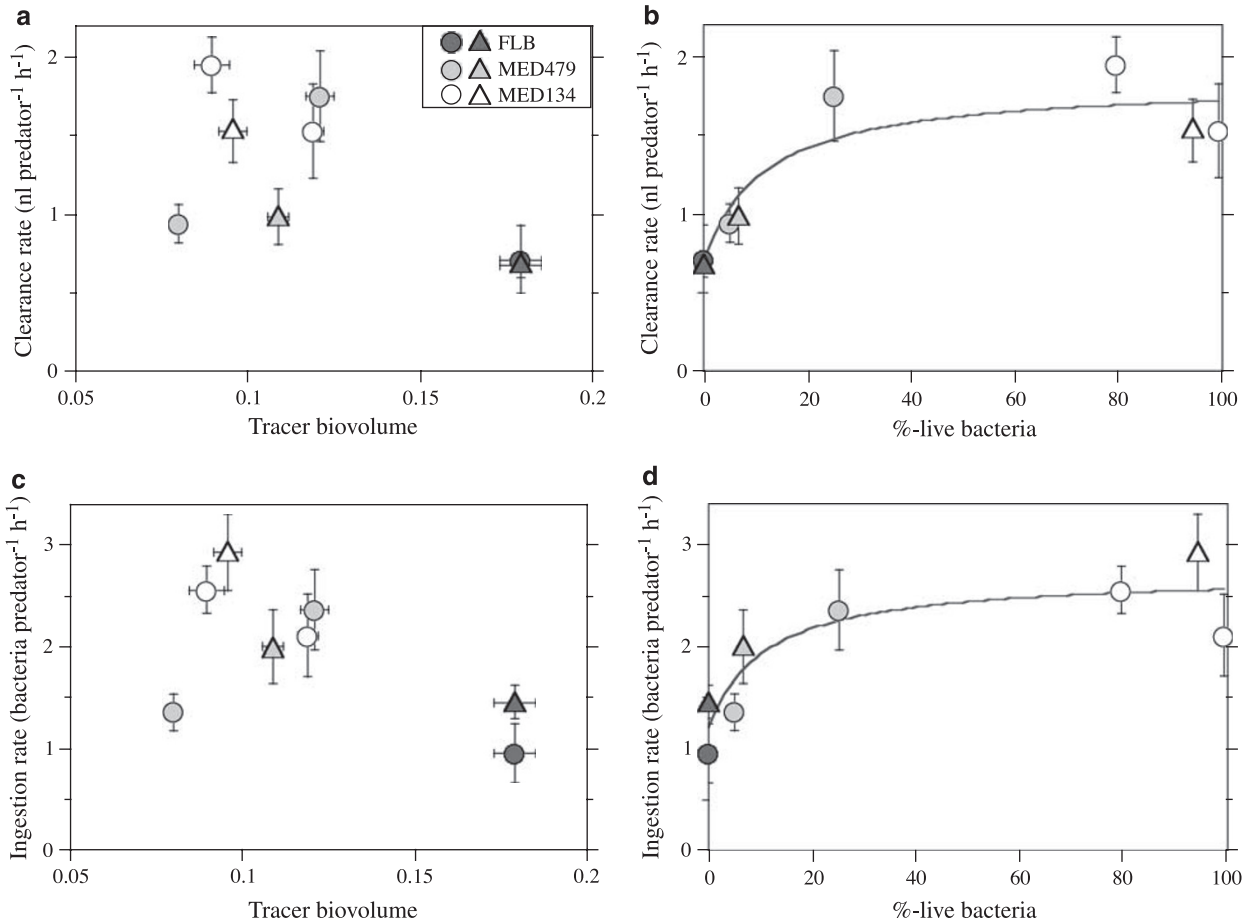 a
2
1
0
0.05
0.1
0.15
0.2
Clearance rate (nl predator⁻¹ h⁻¹)
Tracer biovolume
FLB
MED479
MED134
b
2
1
0
0
20
40
60
80
100
Clearance rate (nl predator⁻¹ h⁻¹)
%-live bacteria
c
3
2
1
0
0.05
0.1
0.15
0.2
Ingestion rate (bacteria predator⁻¹ h⁻¹)
Tracer biovolume
d
3
2
1
0
0
20
40
60
80
100
Ingestion rate (bacteria predator⁻¹ h⁻¹)
%-live bacteria